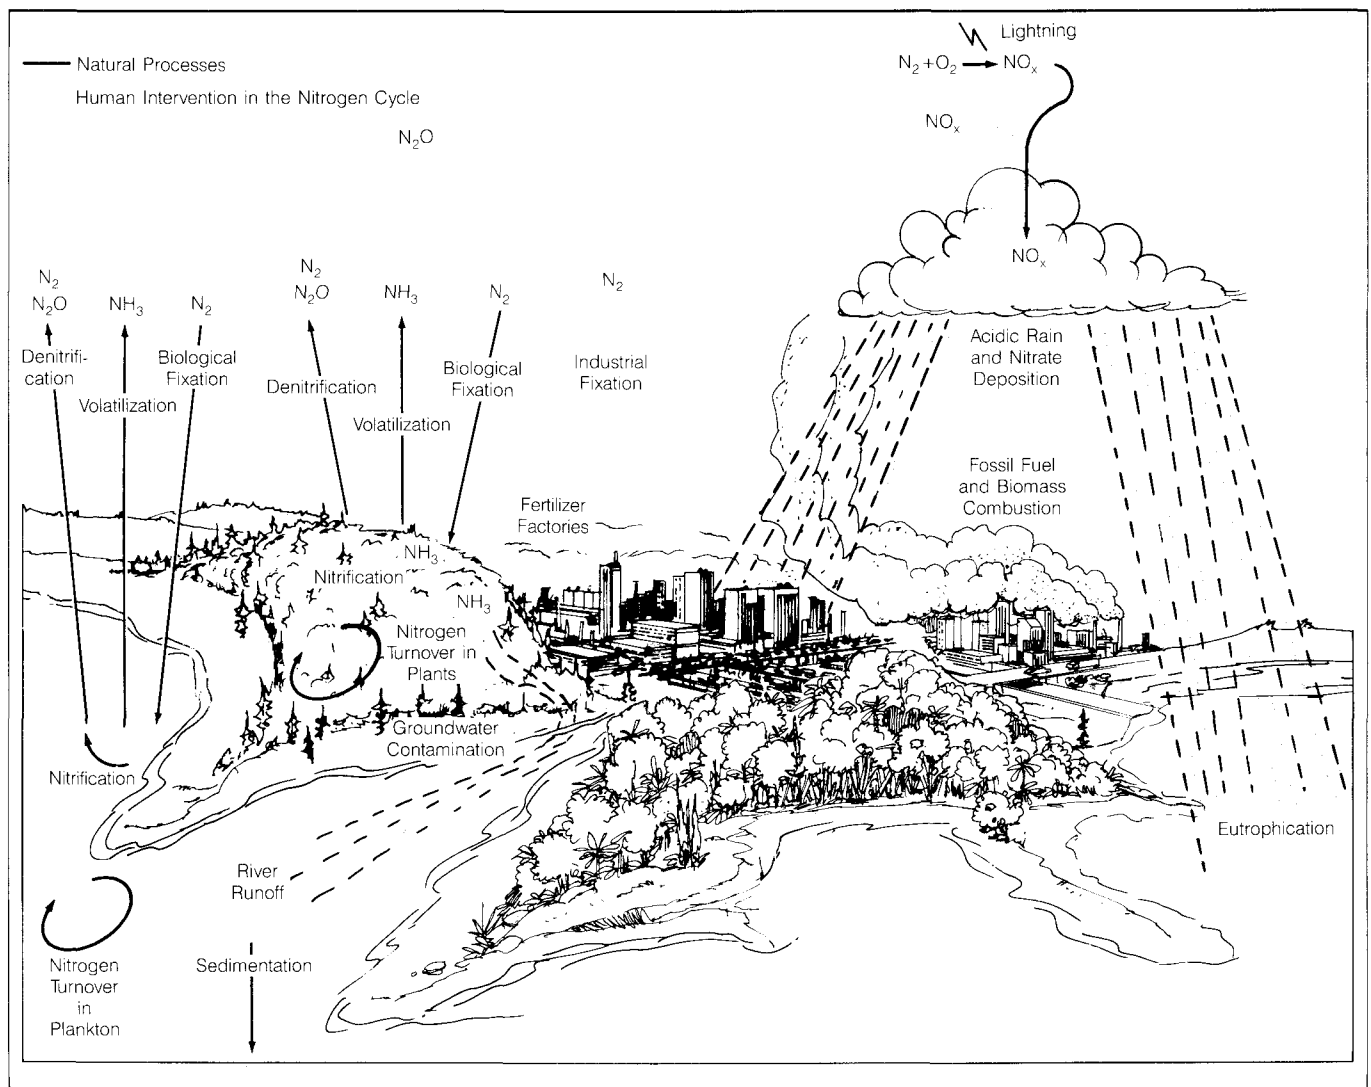 Natural Processes
Human Intervention in the Nitrogen Cycle
Lightning
N₂+O₂
NOₓ
NOₓ
N₂O
NOₓ
N₂
N₂O
NH₃
N₂
N₂
N₂O
NH₃
N₂
N₂
Denitrifi-
cation
Biological
Fixation
Volatilization
Denitrification
Volatilization
Biological
Fixation
Industrial
Fixation
Acidic Rain
and Nitrate
Deposition
Fossil Fuel
and Biomass
Combustion
Fertilizer
Factories
NH₃
Nitrification
NH₃
Nitrogen
Turnover in
Plants
Groundwater
Contamination
Nitrification
Eutrophication
River
Runoff
Sedimentation
Nitrogen
Turnover
in
Plankton